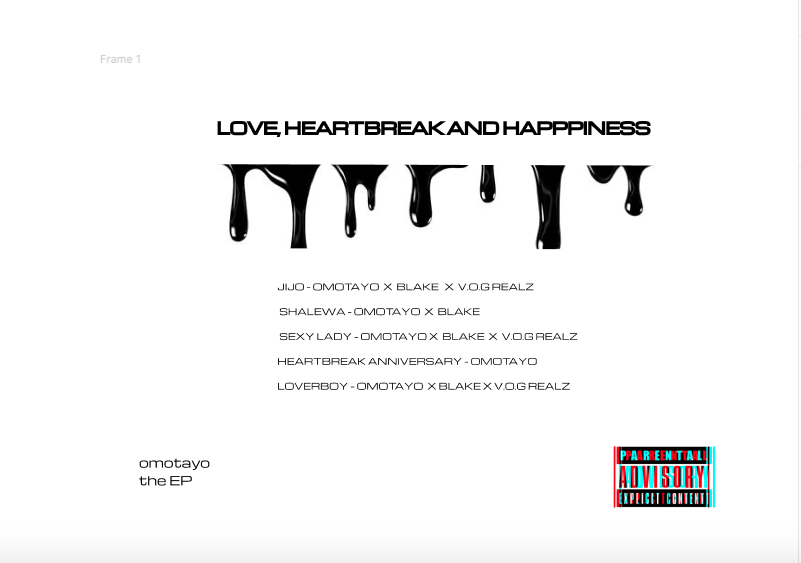 Frame 1
LOVE, HEARTBREAK AND HAPPPINESS
JIJO - OMOTAYO X BLAKE X V.O.G REALZ
SHALEWA - OMOTAYO X BLAKE
SEXY LADY - OMOTAYO X BLAKE X V.O.G REALZ
HEARTBREAK ANNIVERSARY - OMOTAYO
LOVERBOY - OMOTAYO X BLAKE X V.O.G REALZ
omotayo
the EP
PARENTAL
ADVISORY
EXPLICIT CONTENT